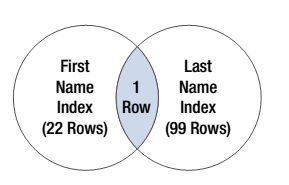 First
Name
Index
(22 Rows)
1
Row
Last
Name
Index
(99 Rows)